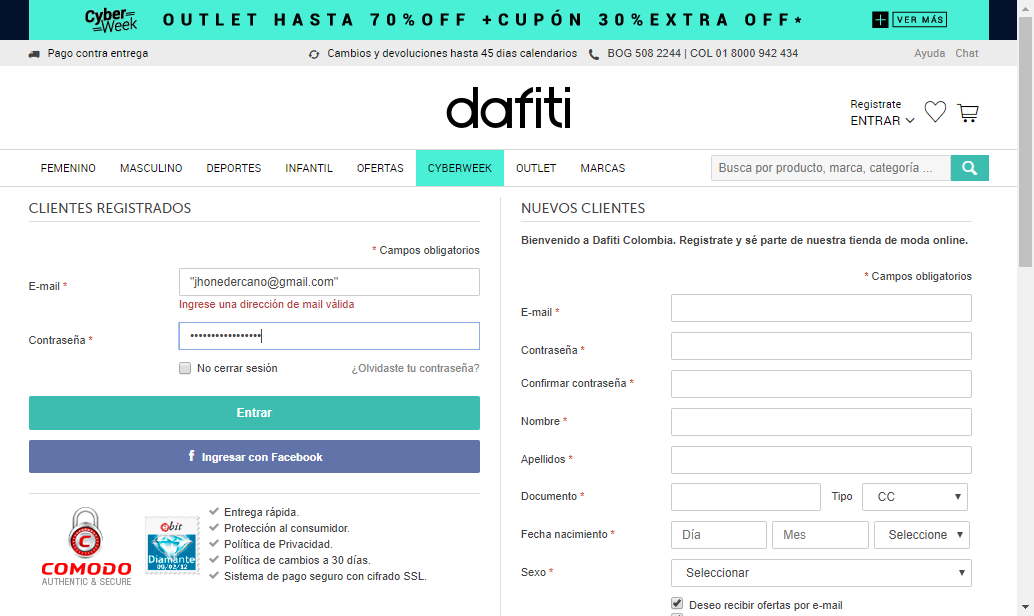 Cyber Week OUTLET HASTA 70%OFF +CUPÓN 30%EXTRA OFF* + VER MÁS
Pago contra entrega Cambios y devoluciones hasta 45 dias calendarios BOG 508 2244 | COL 01 8000 942 434 Ayuda Chat
dafiti
Registrate
ENTRAR
FEMENINO MASCULINO DEPORTES INFANTIL OFERTAS CYBERWEEK OUTLET MARCAS Busca por producto, marca, categoría ...
CLIENTES REGISTRADOS
* Campos obligatorios
E-mail * "jhonedercano@gmail.com"
Ingrese una dirección de mail válida
Contraseña * •••••••••••••••••
No cerrar sesión ¿Olvidaste tu contraseña?
Entrar
f Ingresar con Facebook
COMODO
AUTHENTIC & SECURE
ebit
Diamante
09/02/12
Entrega rápida.
Protección al consumidor.
Política de Privacidad.
Política de cambios a 30 días.
Sistema de pago seguro con cifrado SSL.
NUEVOS CLIENTES
Bienvenido a Dafiti Colombia. Registrate y sé parte de nuestra tienda de moda online.
* Campos obligatorios
E-mail *
Contraseña *
Confirmar contraseña *
Nombre *
Apellidos *
Documento * Tipo CC
Fecha nacimiento * Día Mes Seleccione
Sexo * Seleccionar
Deseo recibir ofertas por e-mail